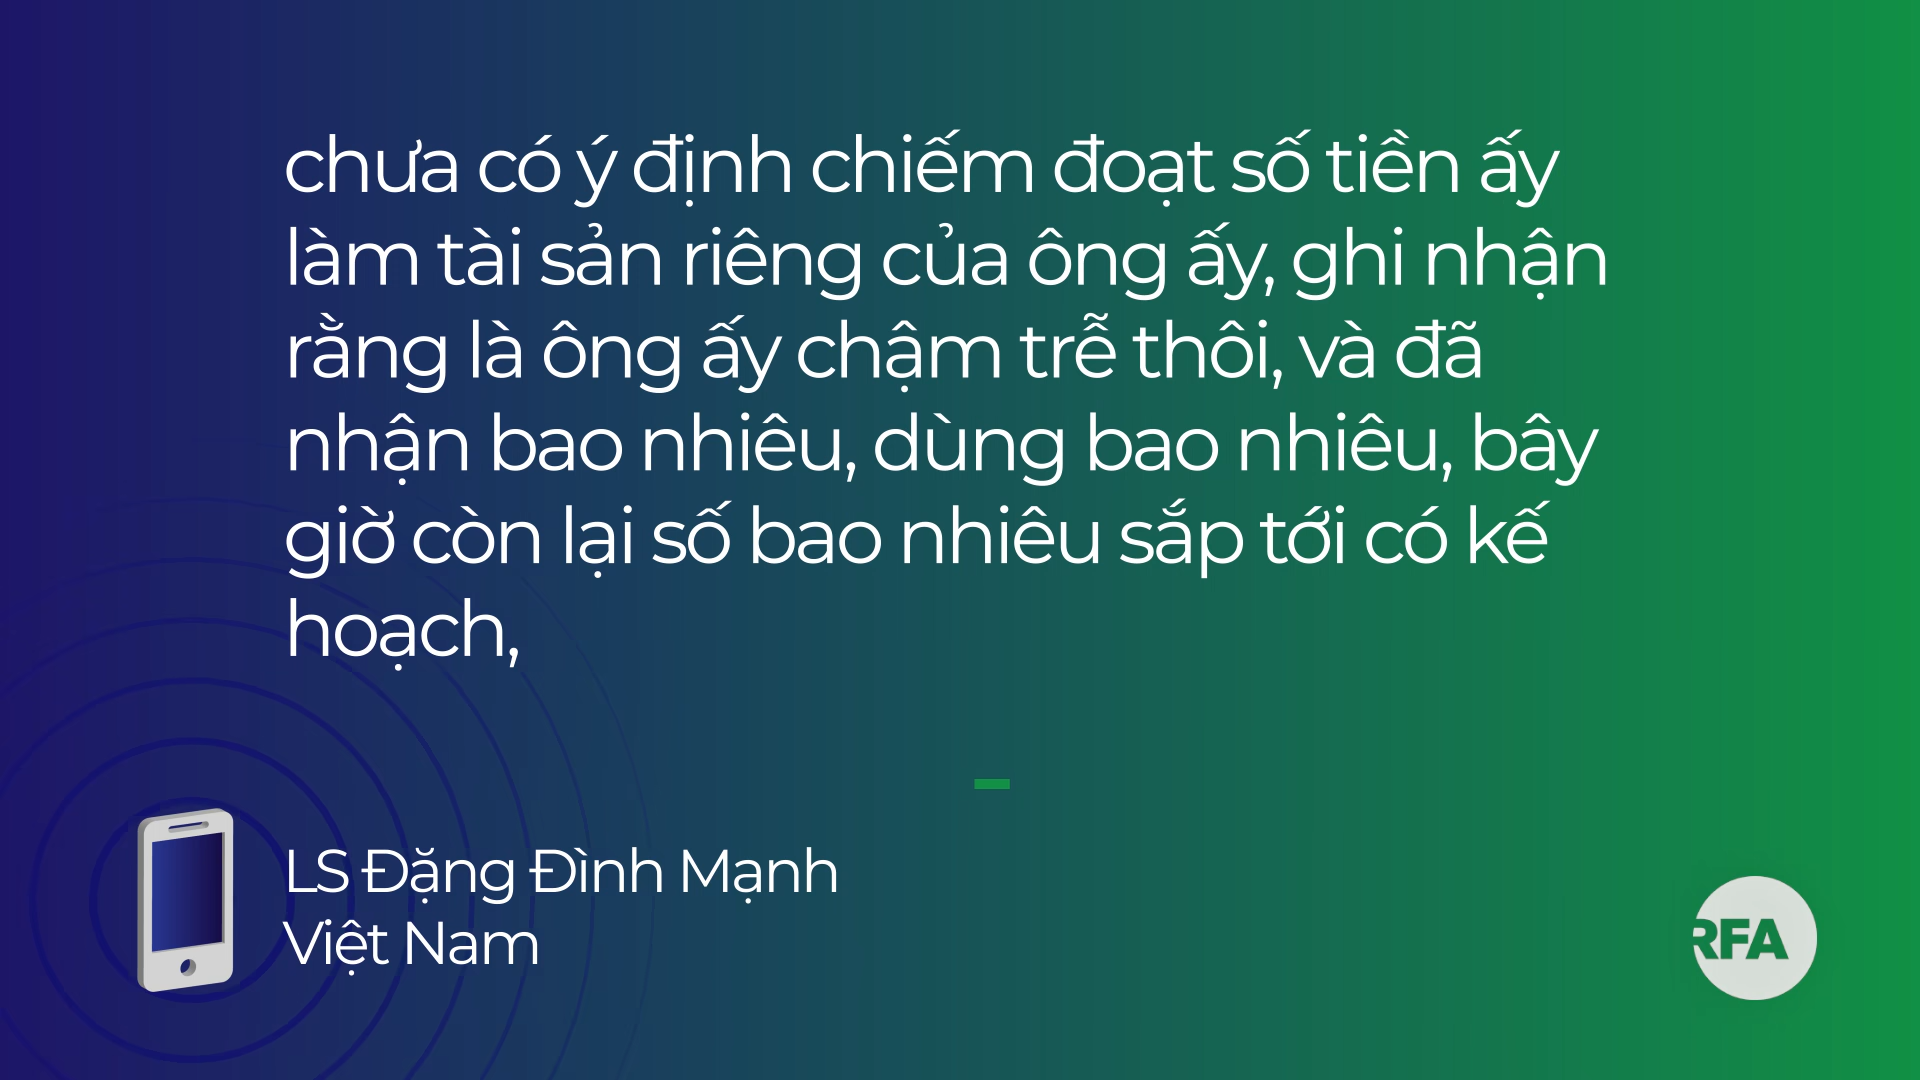 chưa có ý định chiếm đoạt số tiền ấy
làm tài sản riêng của ông ấy, ghi nhận
rằng là ông ấy chậm trễ thôi, và đã
nhận bao nhiêu, dùng bao nhiêu, bây
giờ còn lại số bao nhiêu sắp tới có kế
hoạch,
LS Đặng Đình Mạnh
Việt Nam
RFA